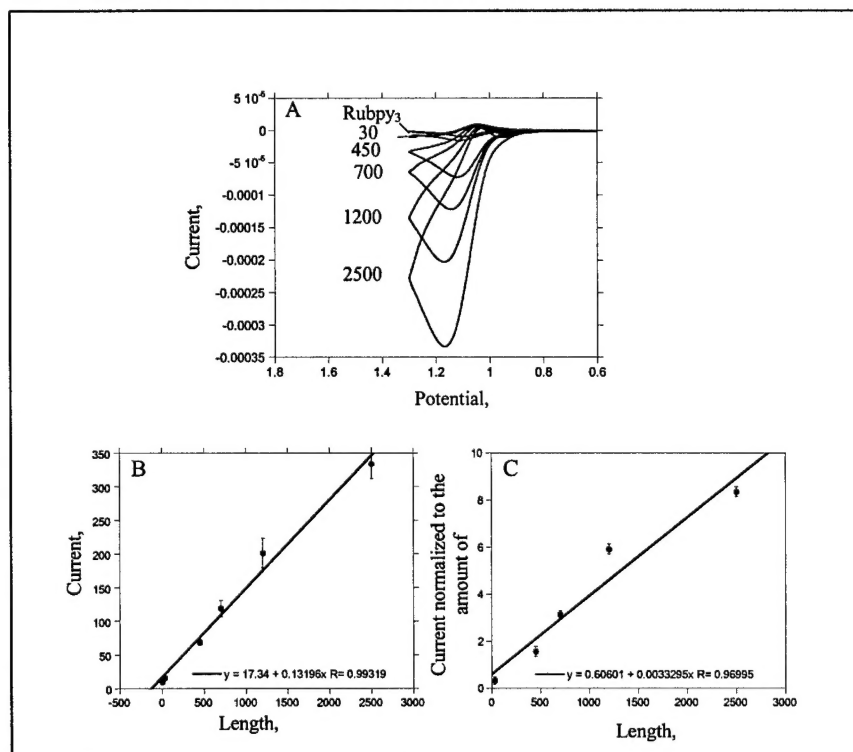 A
5 10⁻⁵
0
-5 10⁻⁵
-0.0001
-0.00015
-0.0002
-0.00025
-0.0003
-0.00035
Current,
Rubpy₃
30
450
700
1200
2500
1.8 1.6 1.4 1.2 1 0.8 0.6
Potential,
B
350
300
250
200
150
100
50
0
Current,
y = 17.34 + 0.13196x R= 0.99319
-500 0 500 1000 1500 2000 2500 3000
Length,
C
10
8
6
4
2
0
Current normalized to the
amount of
y = 0.60601 + 0.0033295x R= 0.96995
0 500 1000 1500 2000 2500 3000
Length,